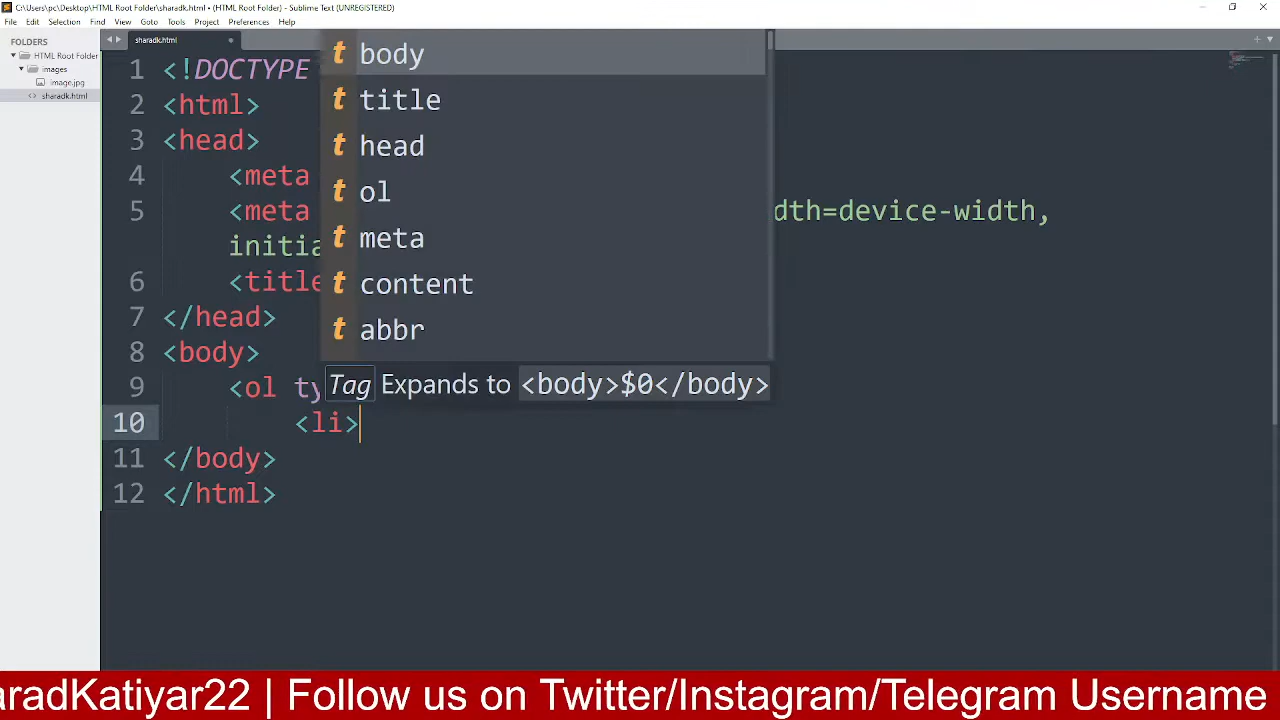 C:\Users\pc\Desktop\HTML Root Folder\sharadk.html • (HTML Root Folder) - Sublime Text (UNREGISTERED)
File Edit Selection Find View Goto Tools Project Preferences Help
FOLDERS
HTML Root Folder
images
image.jpg
sharadk.html
sharadk.html
1 <!DOCTYPE
2 <html>
3 <head>
4 <meta
5 <meta dth=device-width,
initia
6 <title
7 </head>
8 <body>
9 <ol ty
10 <li>
11 </body>
12 </html>
t body
t title
t head
t ol
t meta
t content
t abbr
Tag Expands to <body>$0</body>
aradKatiyar22 | Follow us on Twitter/Instagram/Telegram Username